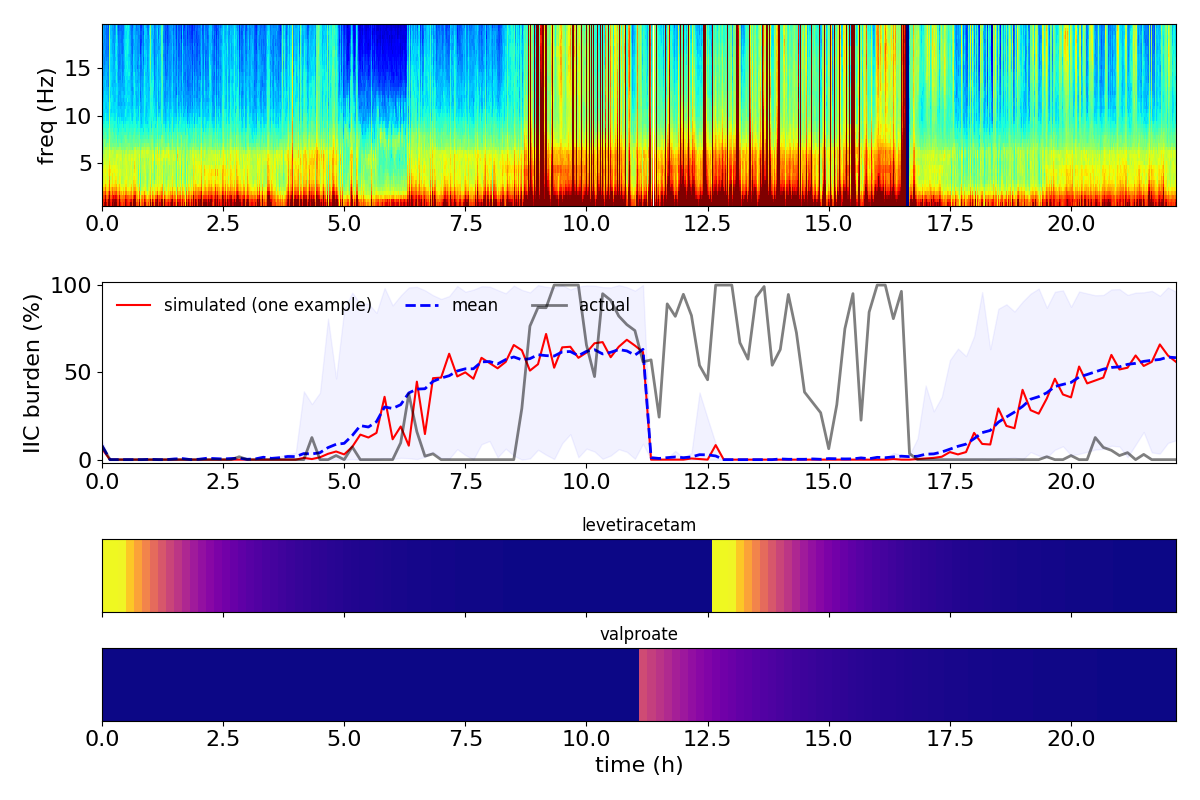 freq (Hz)
15
10
5
0.0 2.5 5.0 7.5 10.0 12.5 15.0 17.5 20.0
IIC burden (%)
100
50
0
simulated (one example) mean actual
0.0 2.5 5.0 7.5 10.0 12.5 15.0 17.5 20.0
levetiracetam
valproate
0.0 2.5 5.0 7.5 10.0 12.5 15.0 17.5 20.0
time (h)